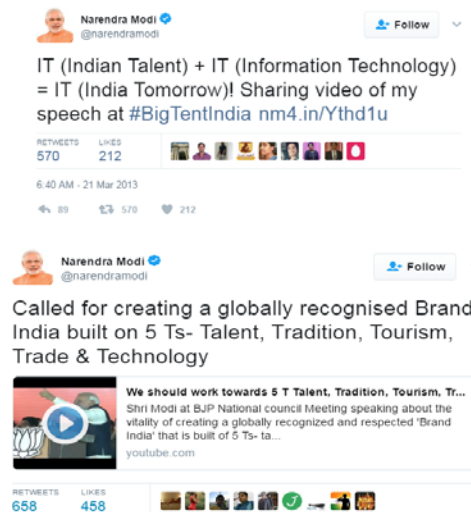 Narendra Modi
@narendramodi
Follow
IT (Indian Talent) + IT (Information Technology)
= IT (India Tomorrow)! Sharing video of my
speech at #BigTentIndia nm4.in/Ythd1u
RETWEETS LIKES
570 212
6:40 AM - 21 Mar 2013
89 570 212
Narendra Modi
@narendramodi
Follow
Called for creating a globally recognised Brand
India built on 5 Ts- Talent, Tradition, Tourism,
Trade & Technology
We should work towards 5 T Talent, Tradition, Tourism, Tr...
Shri Modi at BJP National council Meeting speaking about the
vitality of creating a globally recognized and respected 'Brand
India' that is built of 5 Ts- ta...
youtube.com
RETWEETS LIKES
658 458